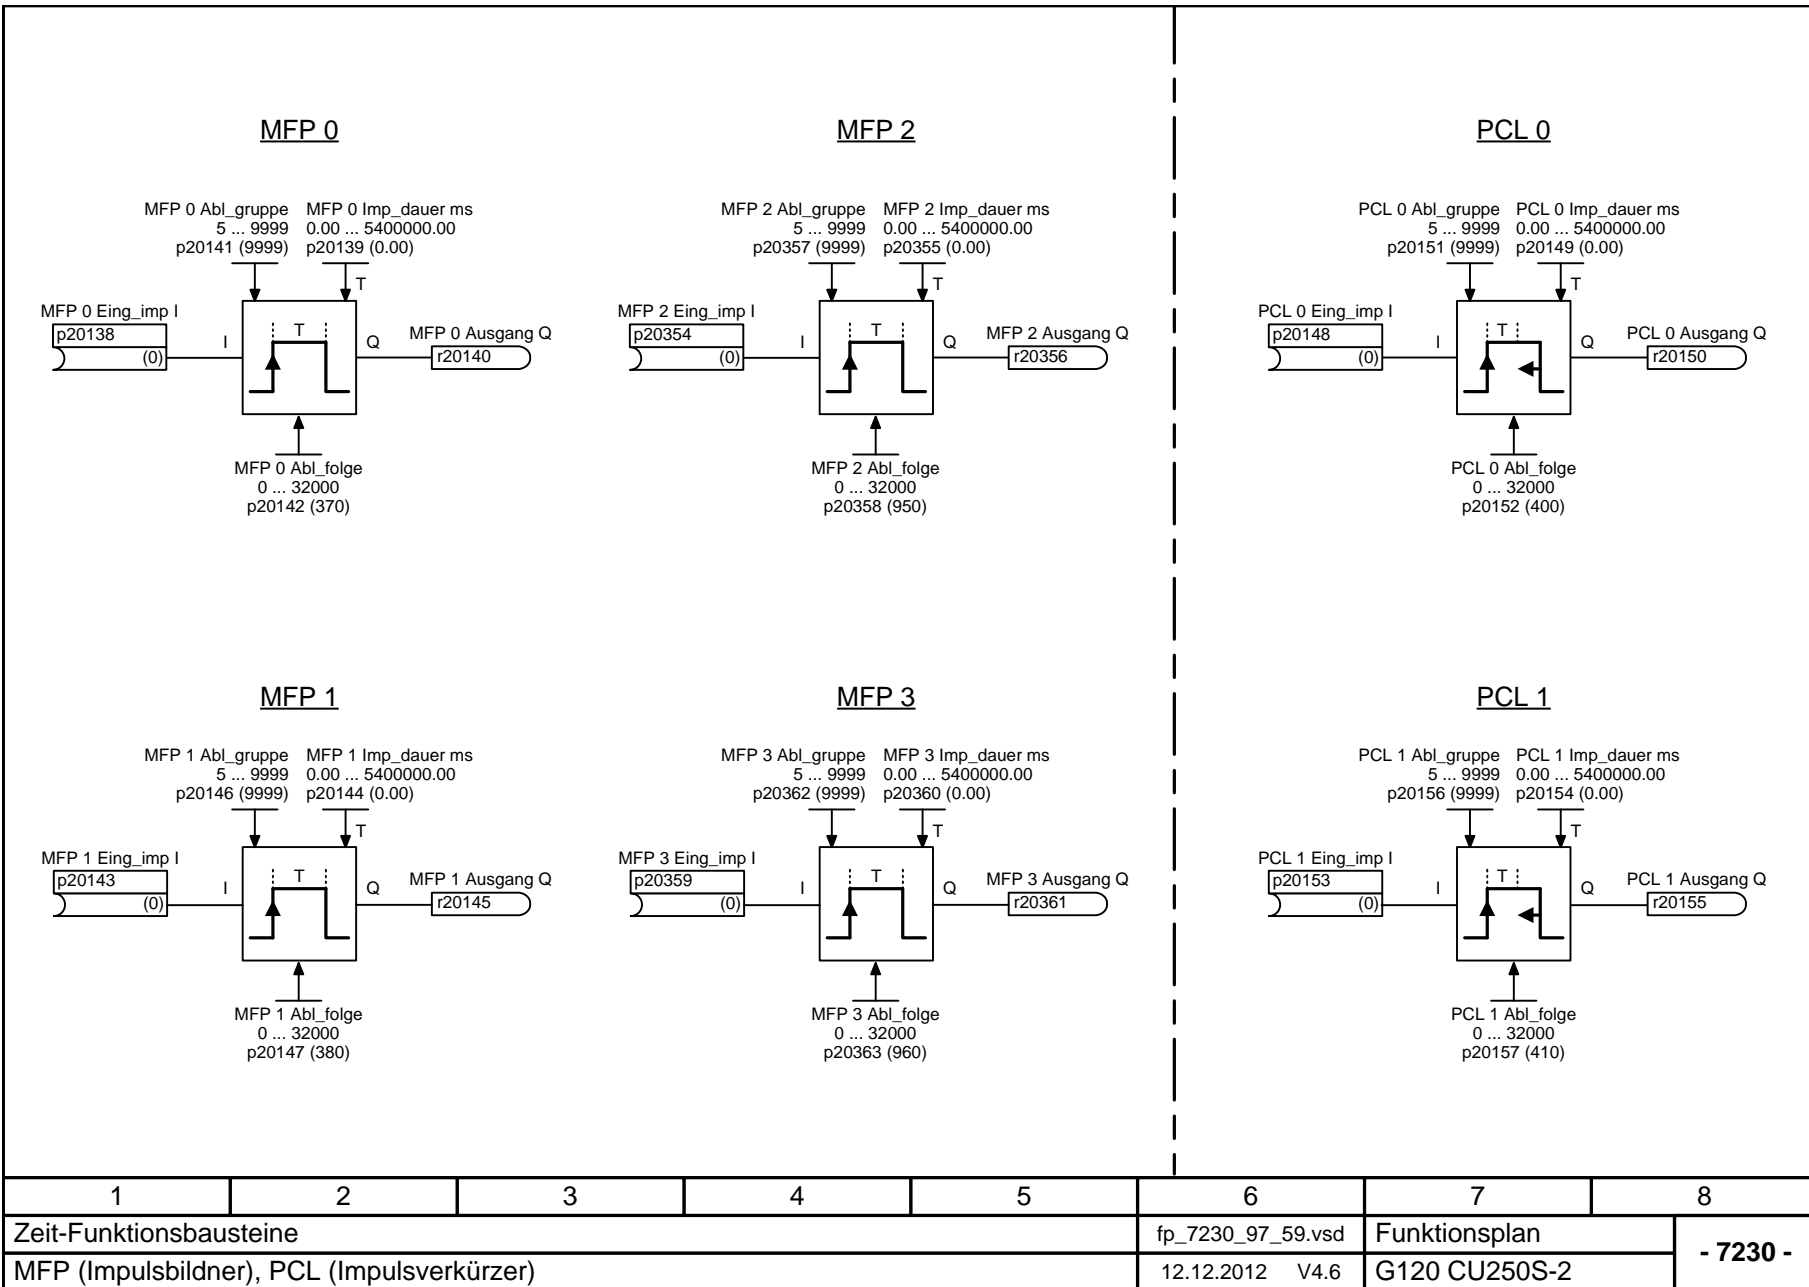 MFP 0
MFP 0 Abl_gruppe
5 ... 9999
p20141 (9999)
MFP 0 Imp_dauer ms
0.00 ... 5400000.00
p20139 (0.00)
T
MFP 0 Eing_imp I
p20138
(0)
I
T
Q
MFP 0 Ausgang Q
r20140
MFP 0 Abl_folge
0 ... 32000
p20142 (370)
MFP 2
MFP 2 Abl_gruppe
5 ... 9999
p20357 (9999)
MFP 2 Imp_dauer ms
0.00 ... 5400000.00
p20355 (0.00)
T
MFP 2 Eing_imp I
p20354
(0)
I
T
Q
MFP 2 Ausgang Q
r20356
MFP 2 Abl_folge
0 ... 32000
p20358 (950)
PCL 0
PCL 0 Abl_gruppe
5 ... 9999
p20151 (9999)
PCL 0 Imp_dauer ms
0.00 ... 5400000.00
p20149 (0.00)
T
PCL 0 Eing_imp I
p20148
(0)
I
T
Q
PCL 0 Ausgang Q
r20150
PCL 0 Abl_folge
0 ... 32000
p20152 (400)
MFP 1
MFP 1 Abl_gruppe
5 ... 9999
p20146 (9999)
MFP 1 Imp_dauer ms
0.00 ... 5400000.00
p20144 (0.00)
T
MFP 1 Eing_imp I
p20143
(0)
I
T
Q
MFP 1 Ausgang Q
r20145
MFP 1 Abl_folge
0 ... 32000
p20147 (380)
MFP 3
MFP 3 Abl_gruppe
5 ... 9999
p20362 (9999)
MFP 3 Imp_dauer ms
0.00 ... 5400000.00
p20360 (0.00)
T
MFP 3 Eing_imp I
p20359
(0)
I
T
Q
MFP 3 Ausgang Q
r20361
MFP 3 Abl_folge
0 ... 32000
p20363 (960)
PCL 1
PCL 1 Abl_gruppe
5 ... 9999
p20156 (9999)
PCL 1 Imp_dauer ms
0.00 ... 5400000.00
p20154 (0.00)
T
PCL 1 Eing_imp I
p20153
(0)
I
T
Q
PCL 1 Ausgang Q
r20155
PCL 1 Abl_folge
0 ... 32000
p20157 (410)
1 2 3 4 5 6 7 8
Zeit-Funktionsbausteine
fp_7230_97_59.vsd
Funktionsplan
- 7230 -
MFP (Impulsbildner), PCL (Impulsverkürzer)
12.12.2012 V4.6
G120 CU250S-2